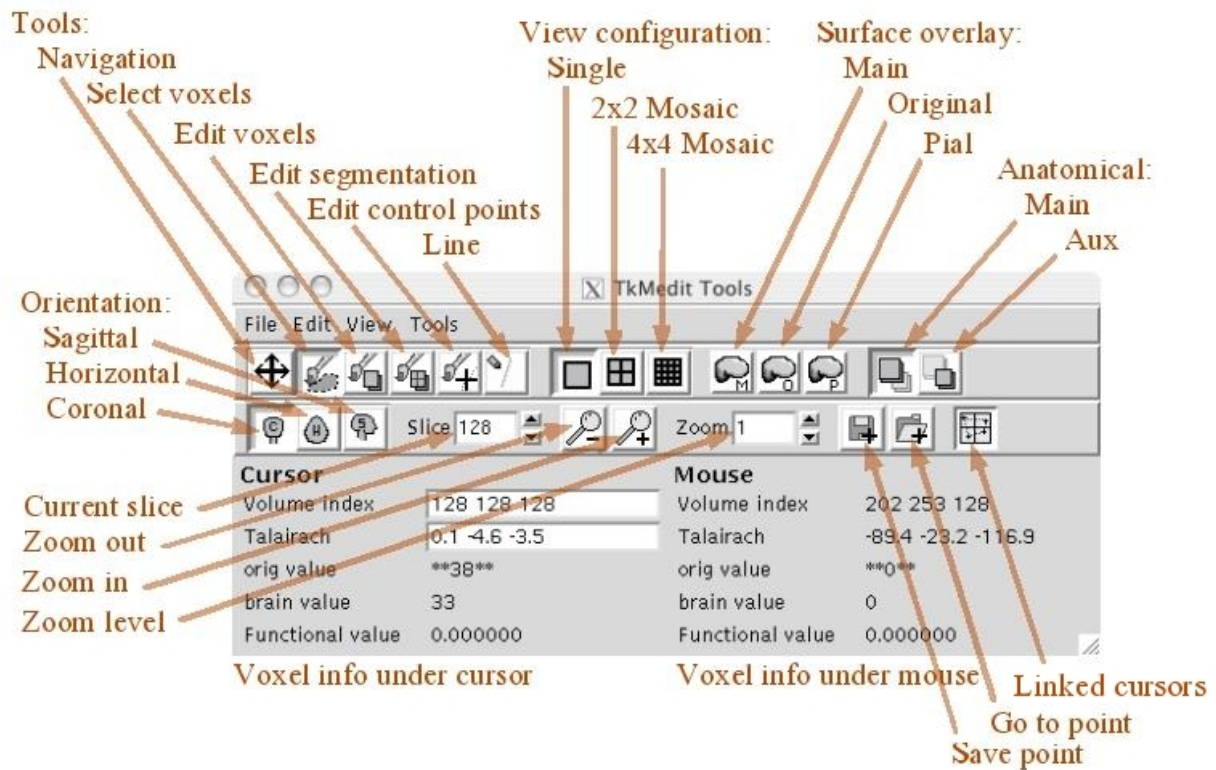 Tools:
Navigation
Select voxels
Edit voxels
Edit segmentation
Edit control points
Line
View configuration:
Single
2x2 Mosaic
4x4 Mosaic
Surface overlay:
Main
Original
Pial
Anatomical:
Main
Aux
Orientation:
Sagittal
Horizontal
Coronal
X TkMedit Tools
File Edit View Tools
M O P
C H S Slice 128 Zoom 1
Cursor
Volume index 128 128 128
Talairach 0.1 -4.6 -3.5
orig value **38**
brain value 33
Functional value 0.000000
Mouse
Volume index 202 253 128
Talairach -89.4 -23.2 -116.9
orig value **0**
brain value 0
Functional value 0.000000
Current slice
Zoom out
Zoom in
Zoom level
Voxel info under cursor
Voxel info under mouse
Linked cursors
Go to point
Save point